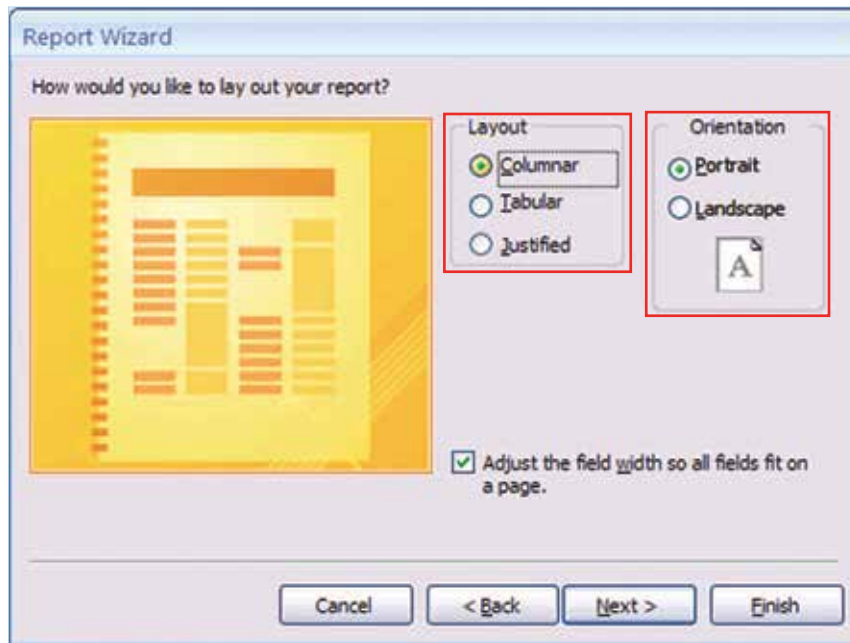 Report Wizard
How would you like to lay out your report?
Layout
Columnar
Tabular
Justified
Orientation
Portrait
Landscape
A
Adjust the field width so all fields fit on
a page.
Cancel
< Back
Next >
Finish